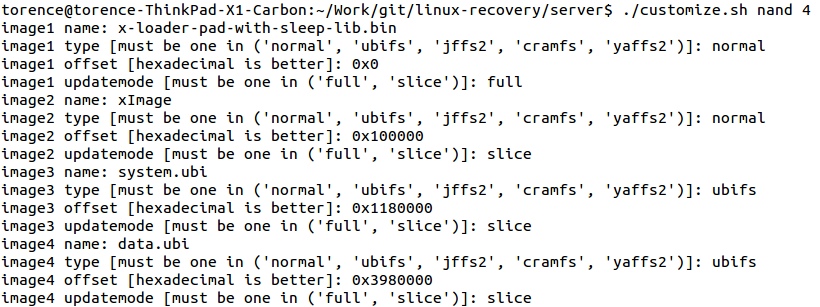 torence@torence-ThinkPad-X1-Carbon:~/Work/git/linux-recovery/server$ ./customize.sh nand 4
image1 name: x-loader-pad-with-sleep-lib.bin
image1 type [must be one in ('normal', 'ubifs', 'jffs2', 'cramfs', 'yaffs2')]: normal
image1 offset [hexadecimal is better]: 0x0
image1 updatemode [must be one in ('full', 'slice')]: full
image2 name: xImage
image2 type [must be one in ('normal', 'ubifs', 'jffs2', 'cramfs', 'yaffs2')]: normal
image2 offset [hexadecimal is better]: 0x100000
image2 updatemode [must be one in ('full', 'slice')]: slice
image3 name: system.ubi
image3 type [must be one in ('normal', 'ubifs', 'jffs2', 'cramfs', 'yaffs2')]: ubifs
image3 offset [hexadecimal is better]: 0x1180000
image3 updatemode [must be one in ('full', 'slice')]: slice
image4 name: data.ubi
image4 type [must be one in ('normal', 'ubifs', 'jffs2', 'cramfs', 'yaffs2')]: ubifs
image4 offset [hexadecimal is better]: 0x3980000
image4 updatemode [must be one in ('full', 'slice')]: slice